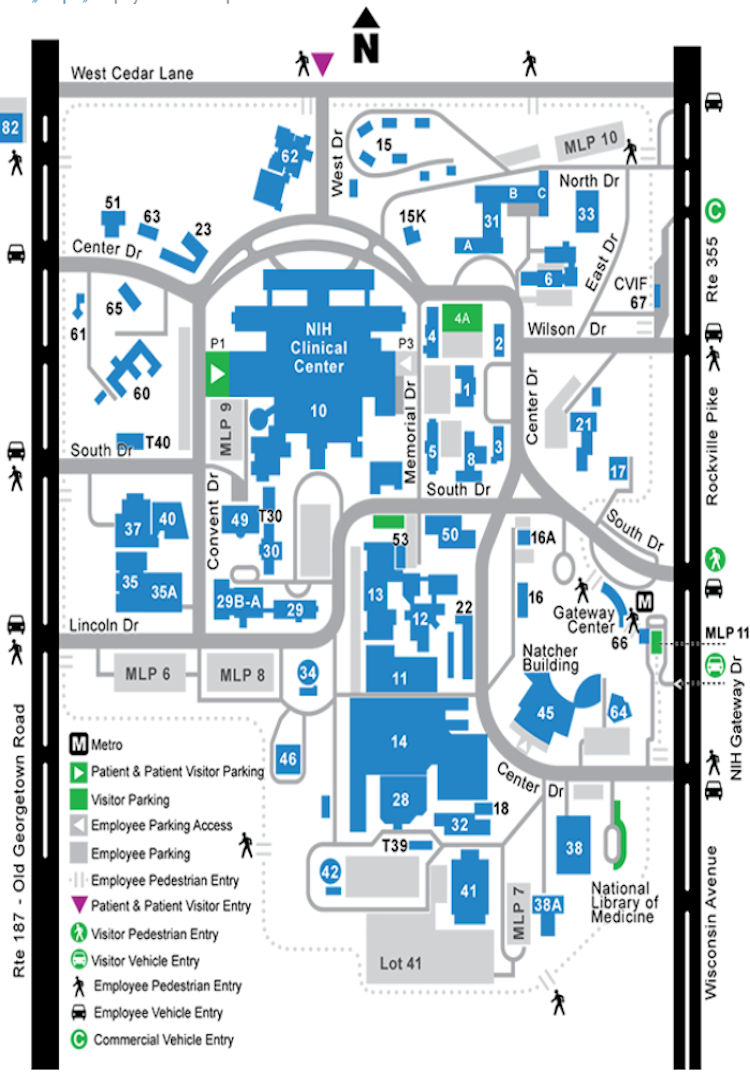 N
West Cedar Lane
82
62
West Dr
15
MLP 10
51
63
23
15K
B
C
North Dr
31
33
A
Center Dr
6
East Dr
CVIF
67
Rte 355
C
65
61
NIH
Clinical
Center
10
P1
P3
4
4A
2
Wilson Dr
60
1
Memorial Dr
Center Dr
MLP 9
Rockville Pike
T40
South Dr
5
8
3
21
17
South Dr
Convent Dr
37
40
49
T30
30
53
50
16A
South Dr
35
35A
29B-A
29
13
12
22
16
Gateway
Center
M
66
MLP 11
Lincoln Dr
Natcher
Building
MLP 6
MLP 8
34
11
45
64
NIH Gateway Dr
14
46
Center Dr
28
18
32
T39
38
42
41
MLP 7
38A
National
Library of
Medicine
Lot 41
Rte 187 - Old Georgetown Road
Wisconsin Avenue
M Metro
Patient & Patient Visitor Parking
Visitor Parking
Employee Parking Access
Employee Parking
Employee Pedestrian Entry
Patient & Patient Visitor Entry
Visitor Pedestrian Entry
Visitor Vehicle Entry
Employee Pedestrian Entry
Employee Vehicle Entry
C Commercial Vehicle Entry